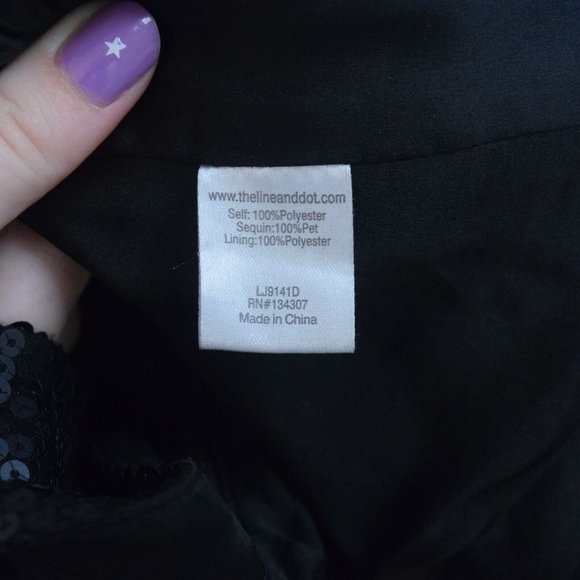 www.thelineanddot.com
Self: 100%Polyester
Sequin:100%Pet
Lining:100%Polyester
LJ9141D
RN#134307
Made in China